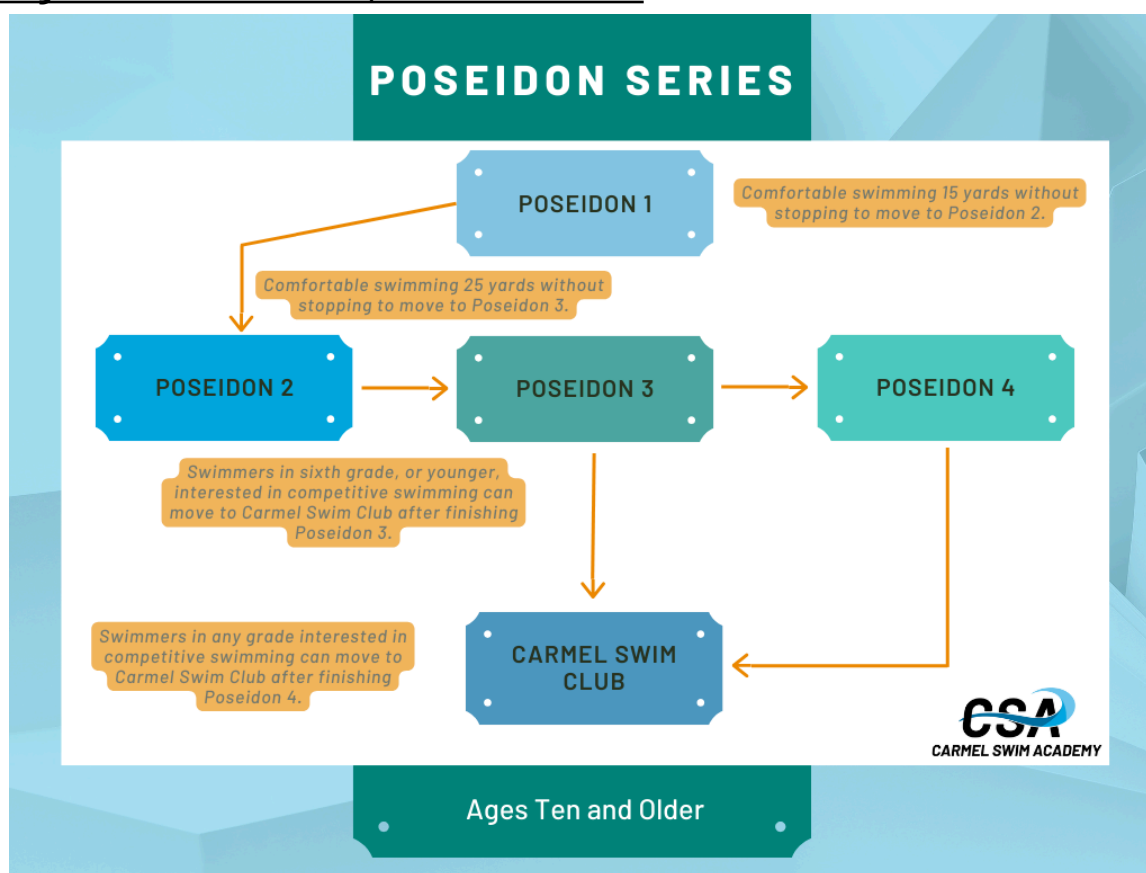 POSEIDON SERIES
POSEIDON 1
Comfortable swimming 15 yards without
stopping to move to Poseidon 2.
Comfortable swimming 25 yards without
stopping to move to Poseidon 3.
POSEIDON 2
POSEIDON 3
POSEIDON 4
Swimmers in sixth grade, or younger,
interested in competitive swimming can
move to Carmel Swim Club after finishing
Poseidon 3.
Swimmers in any grade interested in
competitive swimming can move to
Carmel Swim Club after finishing
Poseidon 4.
CARMEL SWIM
CLUB
CSA
CARMEL SWIM ACADEMY
Ages Ten and Older